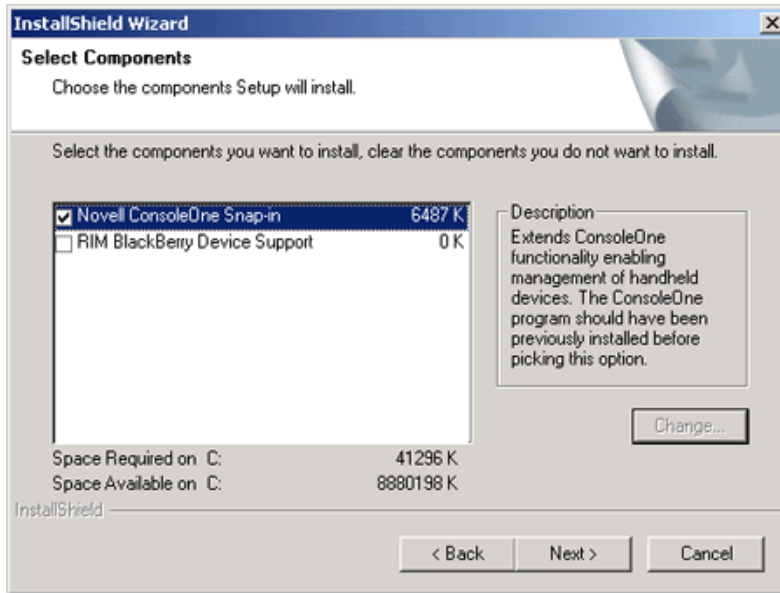 InstallShield Wizard
Select Components
Choose the components Setup will install.
Select the components you want to install, clear the components you do not want to install.
Novell ConsoleOne Snap-in 6487 K
RIM BlackBerry Device Support 0 K
Description
Extends ConsoleOne
functionality enabling
management of handheld
devices. The ConsoleOne
program should have been
previously installed before
picking this option.
Change...
Space Required on C: 41296 K
Space Available on C: 8880198 K
InstallShield
< Back Next > Cancel